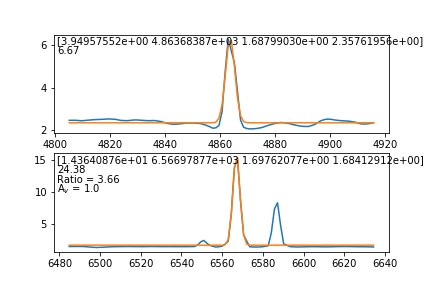 [3.94957552e+00 4.86368387e+03 1.68799030e+00 2.35761956e+00]
6.67
6
4
2
4800 4820 4840 4860 4880 4900 4920
[1.43640876e+01 6.56697877e+03 1.69762077e+00 1.68412912e+00]
24.38
Ratio = 3.66
Aᵥ = 1.0
15
10
5
6480 6500 6520 6540 6560 6580 6600 6620 6640